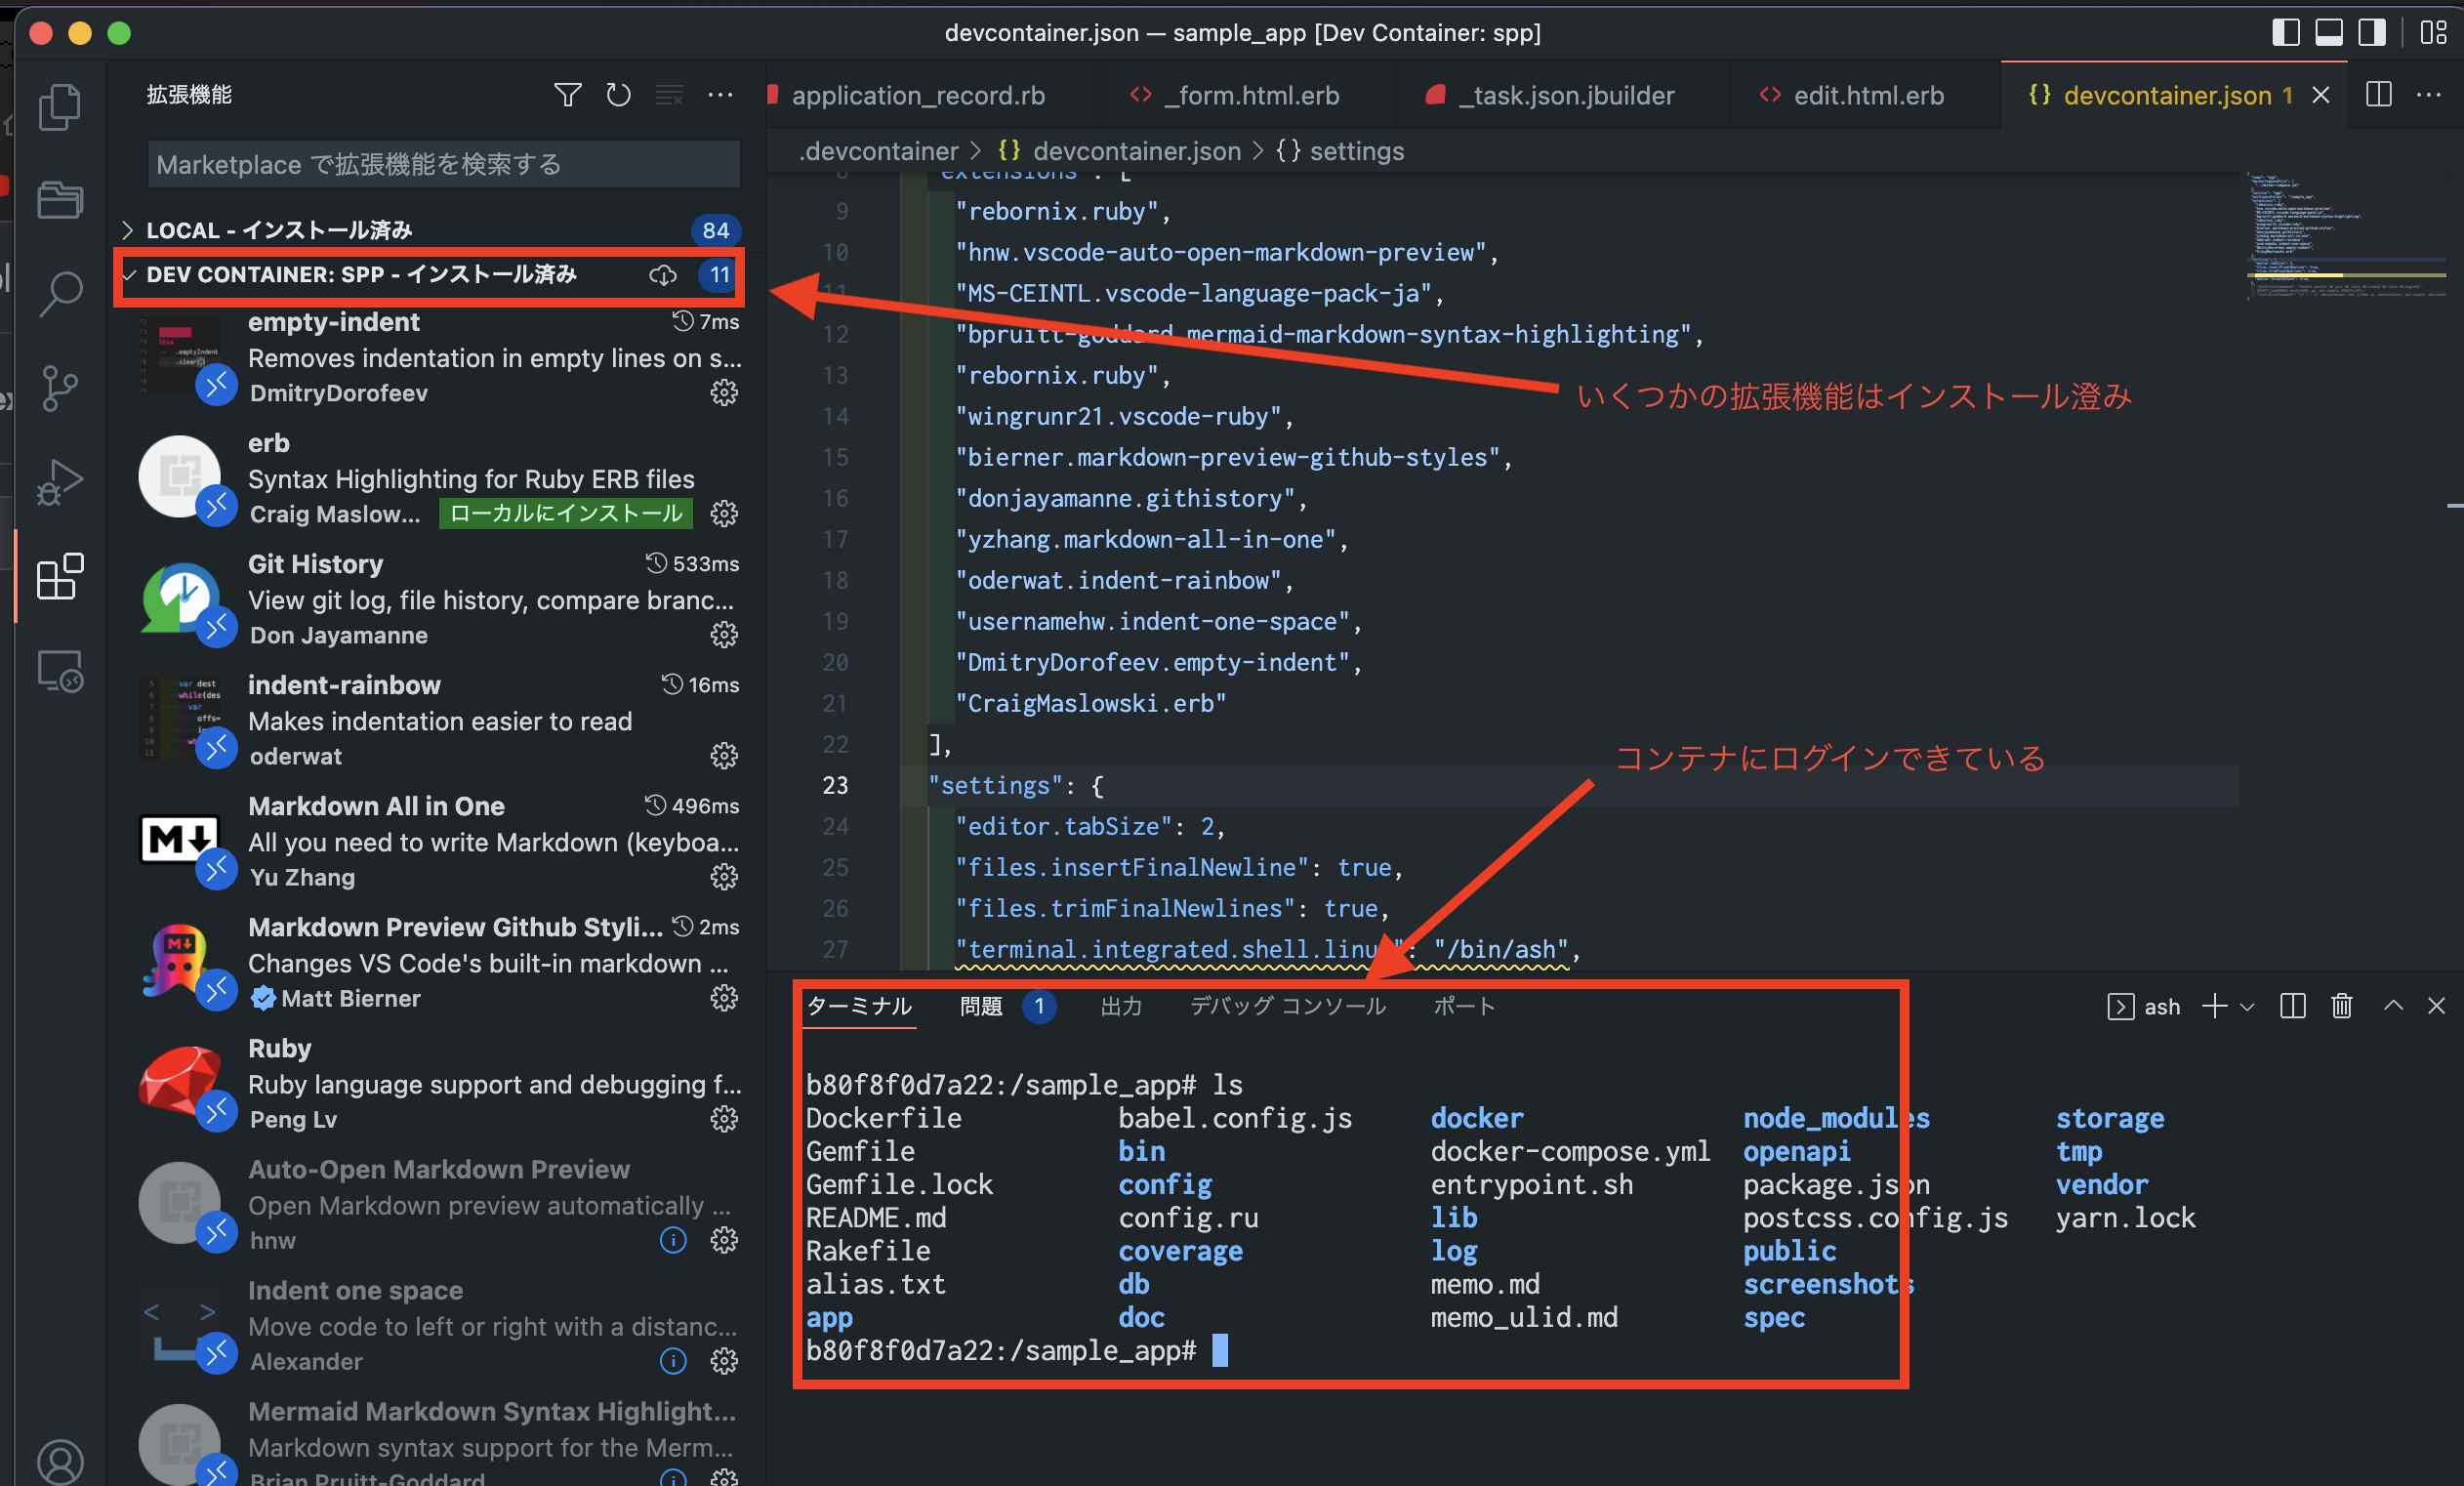 devcontainer.json — sample_app [Dev Container: spp]
拡張機能
Marketplace で拡張機能を検索する
LOCAL - インストール済み
84
DEV CONTAINER: SPP - インストール済み
11
empty-indent
7ms
Removes indentation in empty lines on s...
DmitryDorofeev
erb
Syntax Highlighting for Ruby ERB files
Craig Maslow...
ローカルにインストール
Git History
533ms
View git log, file history, compare branc...
Don Jayamanne
indent-rainbow
16ms
Makes indentation easier to read
oderwat
Markdown All in One
496ms
All you need to write Markdown (keyboa...
Yu Zhang
Markdown Preview Github Styli...
2ms
Changes VS Code's built-in markdown ...
Matt Bierner
Ruby
Ruby language support and debugging f...
Peng Lv
Auto-Open Markdown Preview
Open Markdown preview automatically ...
hnw
Indent one space
Move code to left or right with a distanc...
Alexander
Mermaid Markdown Syntax Highlight...
Markdown syntax support for the Merm...
Brian Pruitt-Goddard
application_record.rb
_form.html.erb
_task.json.jbuilder
edit.html.erb
{} devcontainer.json 1
.devcontainer > {} devcontainer.json > {} settings
8 "extensions": [
9 "rebornix.ruby",
10 "hnw.vscode-auto-open-markdown-preview",
11 "MS-CEINTL.vscode-language-pack-ja",
12 "bpruitt-goddard.mermaid-markdown-syntax-highlighting",
13 "rebornix.ruby",
14 "wingrunr21.vscode-ruby",
15 "bierner.markdown-preview-github-styles",
16 "donjayamanne.githistory",
17 "yzhang.markdown-all-in-one",
18 "oderwat.indent-rainbow",
19 "usernamehw.indent-one-space",
20 "DmitryDorofeev.empty-indent",
21 "CraigMaslowski.erb"
22 ],
23 "settings": {
24 "editor.tabSize": 2,
25 "files.insertFinalNewline": true,
26 "files.trimFinalNewlines": true,
27 "terminal.integrated.shell.linux": "/bin/ash",
いくつかの拡張機能はインストール澄み
コンテナにログインできている
ターミナル 問題 1 出力 デバッグ コンソール ポート
ash
b80f8f0d7a22:/sample_app# ls
Dockerfile babel.config.js docker node_modules storage
Gemfile bin docker-compose.yml openapi tmp
Gemfile.lock config entrypoint.sh package.json vendor
README.md config.ru lib postcss.config.js yarn.lock
Rakefile coverage log public
alias.txt db memo.md screenshots
app doc memo_ulid.md spec
b80f8f0d7a22:/sample_app#